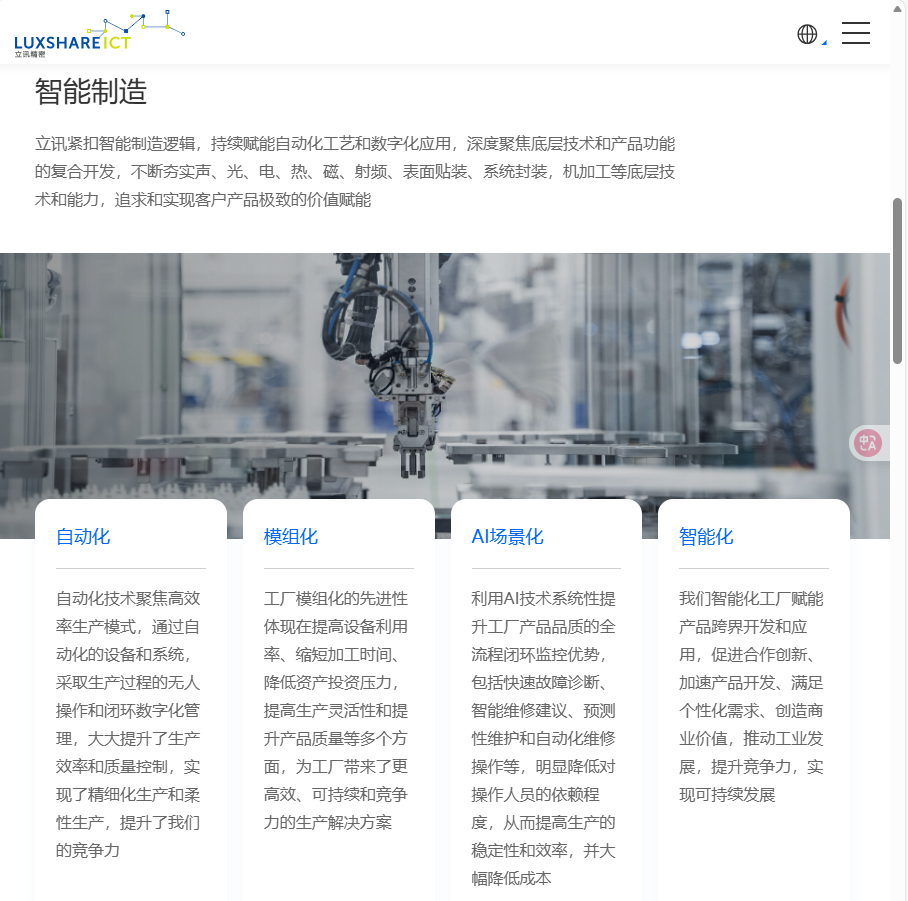 LUXSHARE ICT
立讯精密
智能制造
立讯紧扣智能制造逻辑，持续赋能自动化工艺和数字化应用，深度聚焦底层技术和产品功能
的复合开发，不断夯实声、光、电、热、磁、射频、表面贴装、系统封装，机加工等底层技
术和能力，追求和实现客户产品极致的价值赋能
中
A
自动化
自动化技术聚焦高效
率生产模式，通过自
动化的设备和系统，
采取生产过程的无人
操作和闭环数字化管
理，大大提升了生产
效率和质量控制，实
现了精细化生产和柔
性生产，提升了我们
的竞争力
模组化
工厂模组化的先进性
体现在提高设备利用
率、缩短加工时间、
降低资产投资压力，
提高生产灵活性和提
升产品质量等多个方
面，为工厂带来了更
高效、可持续和竞争
力的生产解决方案
AI场景化
利用AI技术系统性提
升工厂产品品质的全
流程闭环监控优势，
包括快速故障诊断、
智能维修建议、预测
性维护和自动化维修
操作等，明显降低对
操作人员的依赖程
度，从而提高生产的
稳定性和效率，并大
幅降低成本
智能化
我们智能化工厂赋能
产品跨界开发和应
用，促进合作创新、
加速产品开发、满足
个性化需求、创造商
业价值，推动工业发
展，提升竞争力，实
现可持续发展